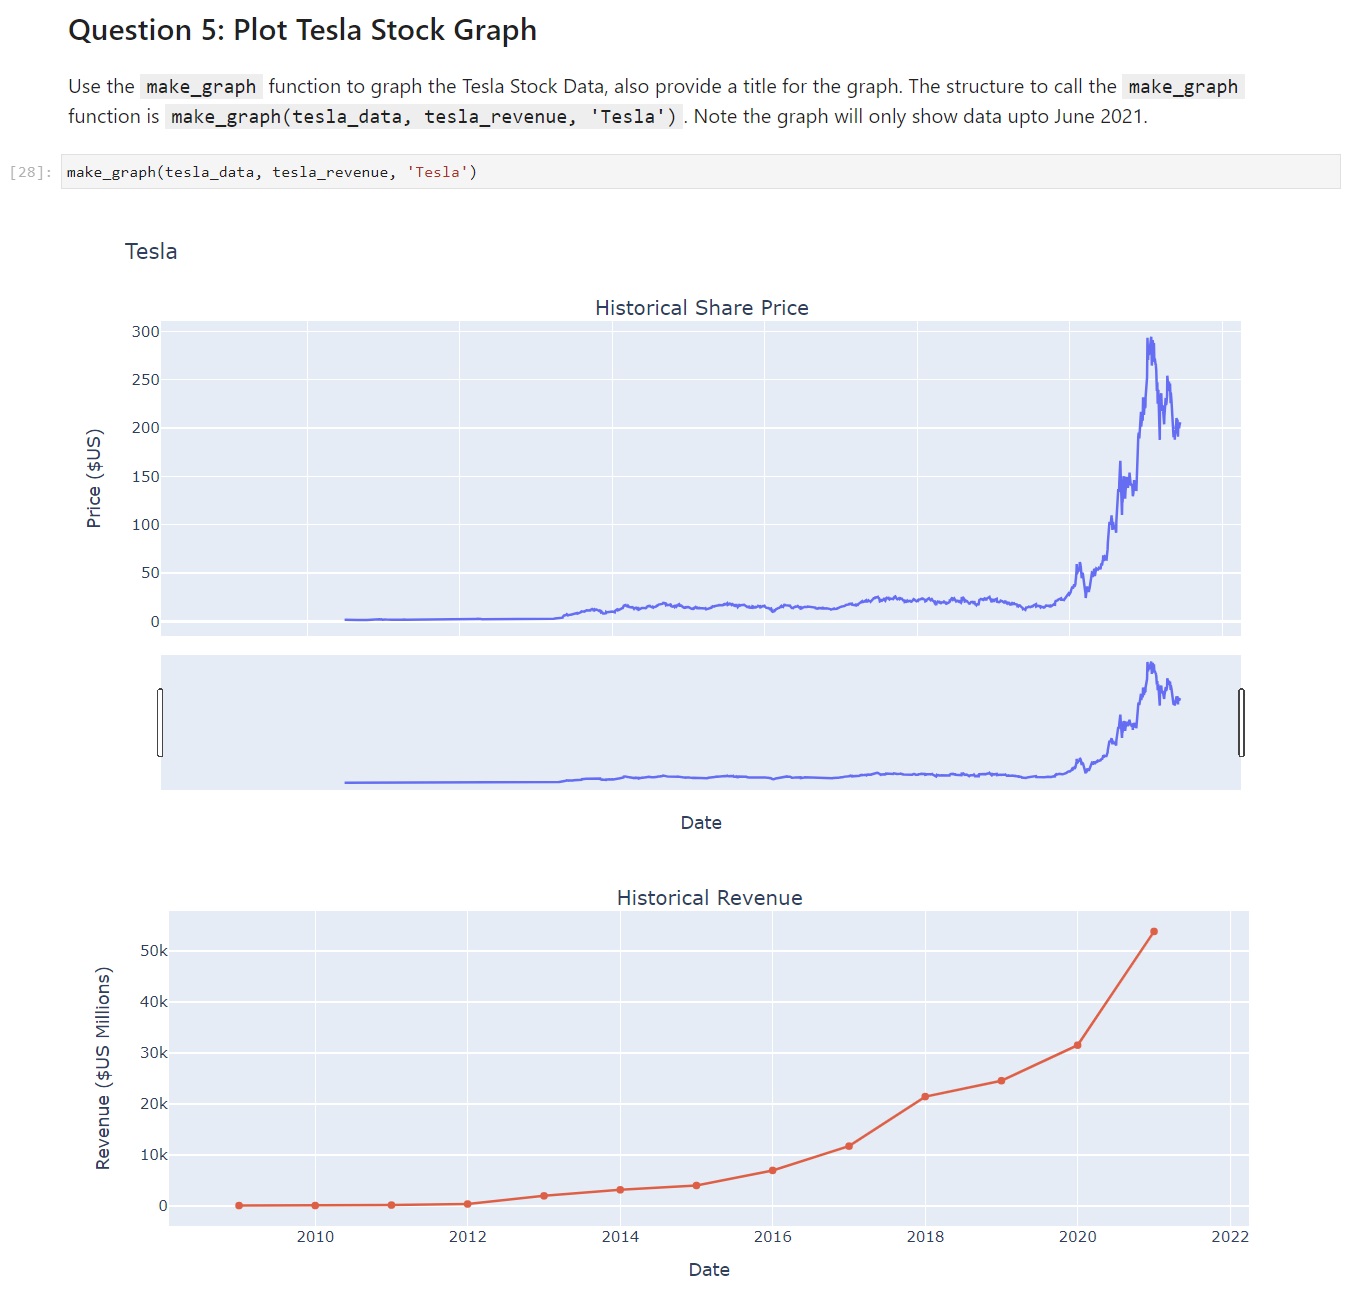 Question 5: Plot Tesla Stock Graph
Use the make_graph function to graph the Tesla Stock Data, also provide a title for the graph. The structure to call the make_graph
function is make_graph(tesla_data, tesla_revenue, 'Tesla'). Note the graph will only show data upto June 2021.
[28]: make_graph(tesla_data, tesla_revenue, 'Tesla')
Tesla
Historical Share Price
300
250
200
150
100
50
0
Price ($US)
Date
Historical Revenue
50k
40k
30k
20k
10k
0
Revenue ($US Millions)
2010 2012 2014 2016 2018 2020 2022
Date